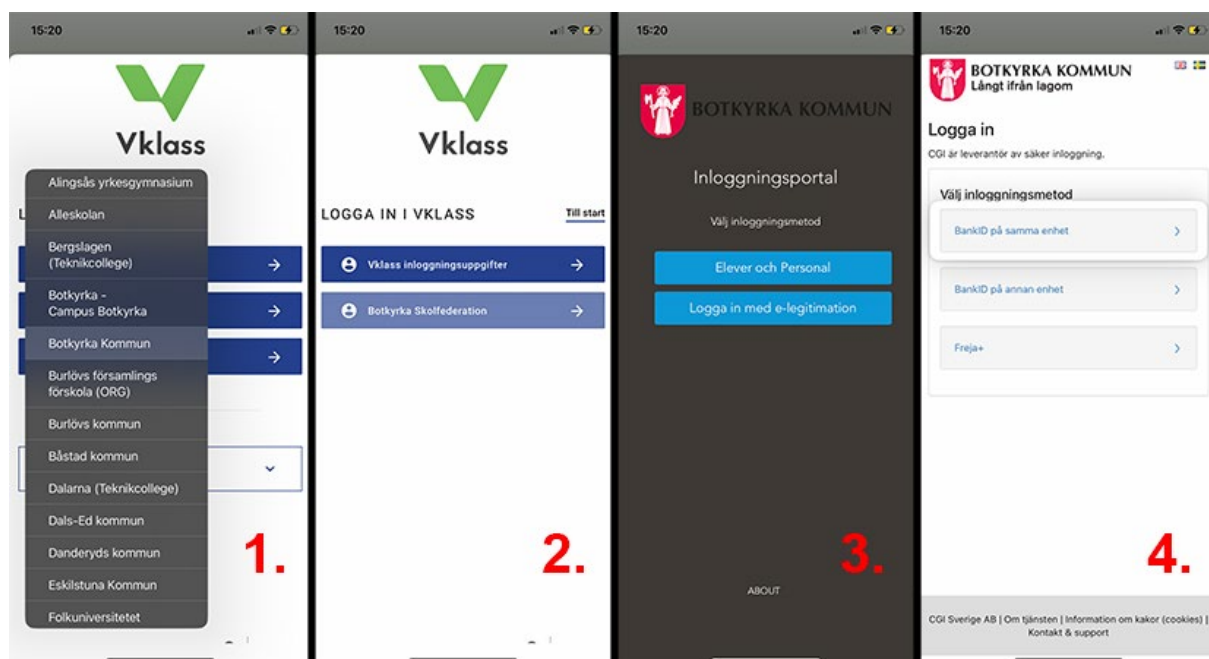 15:20
Vklass
Alingsås yrkesgymnasium
Alleskolan
L
Bergslagen
(Teknikcollege)
Botkyrka -
Campus Botkyrka
Botkyrka Kommun
Burlövs församlings
förskola (ORG)
Burlövs kommun
Båstad kommun
Dalarna (Teknikcollege)
Dals-Ed kommun
Danderyds kommun
Eskilstuna Kommun
Folkuniversitetet
1.
15:20
Vklass
LOGGA IN I VKLASS Till start
Vklass inloggningsuppgifter
Botkyrka Skolfederation
2.
15:20
BOTKYRKA KOMMUN
Inloggningsportal
Välj inloggningsmetod
Elever och Personal
Logga in med e-legitimation
3.
ABOUT
15:20
BOTKYRKA KOMMUN
Långt ifrån lagom
Logga in
CGI är leverantör av säker inloggning.
Välj inloggningsmetod
BankID på samma enhet
BankID på annan enhet
Freja+
4.
CGI Sverige AB | Om tjänsten | Information om kakor (cookies) |
Kontakt & support